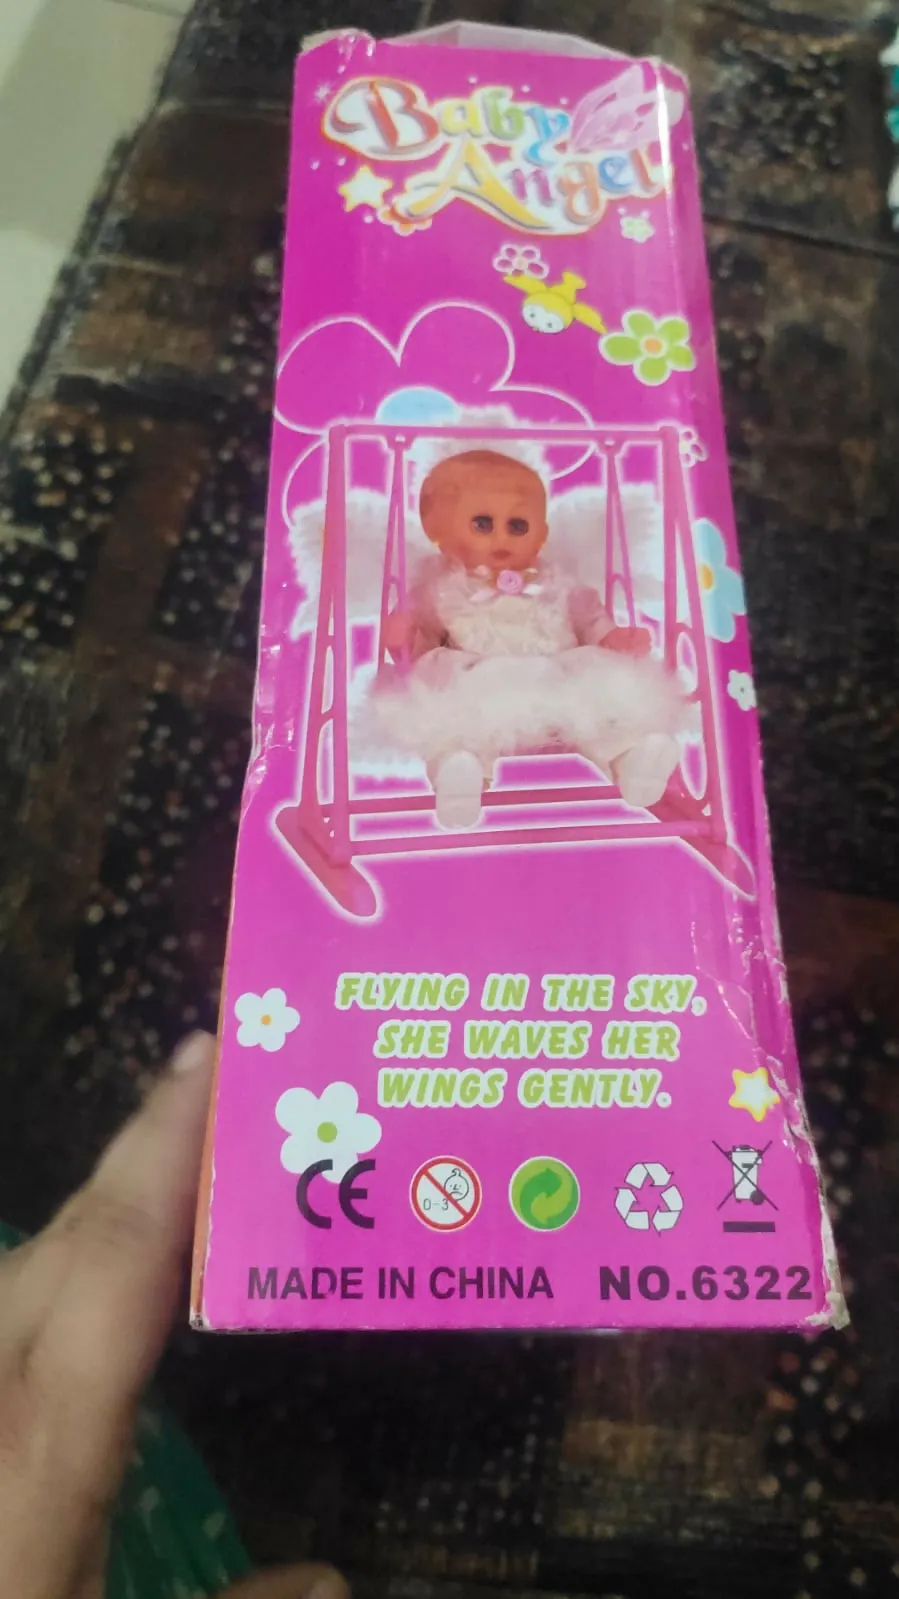 Baby
Angel
FLYING IN THE SKY,
SHE WAVES HER
WINGS GENTLY.
CE
0-3
MADE IN CHINA NO.6322